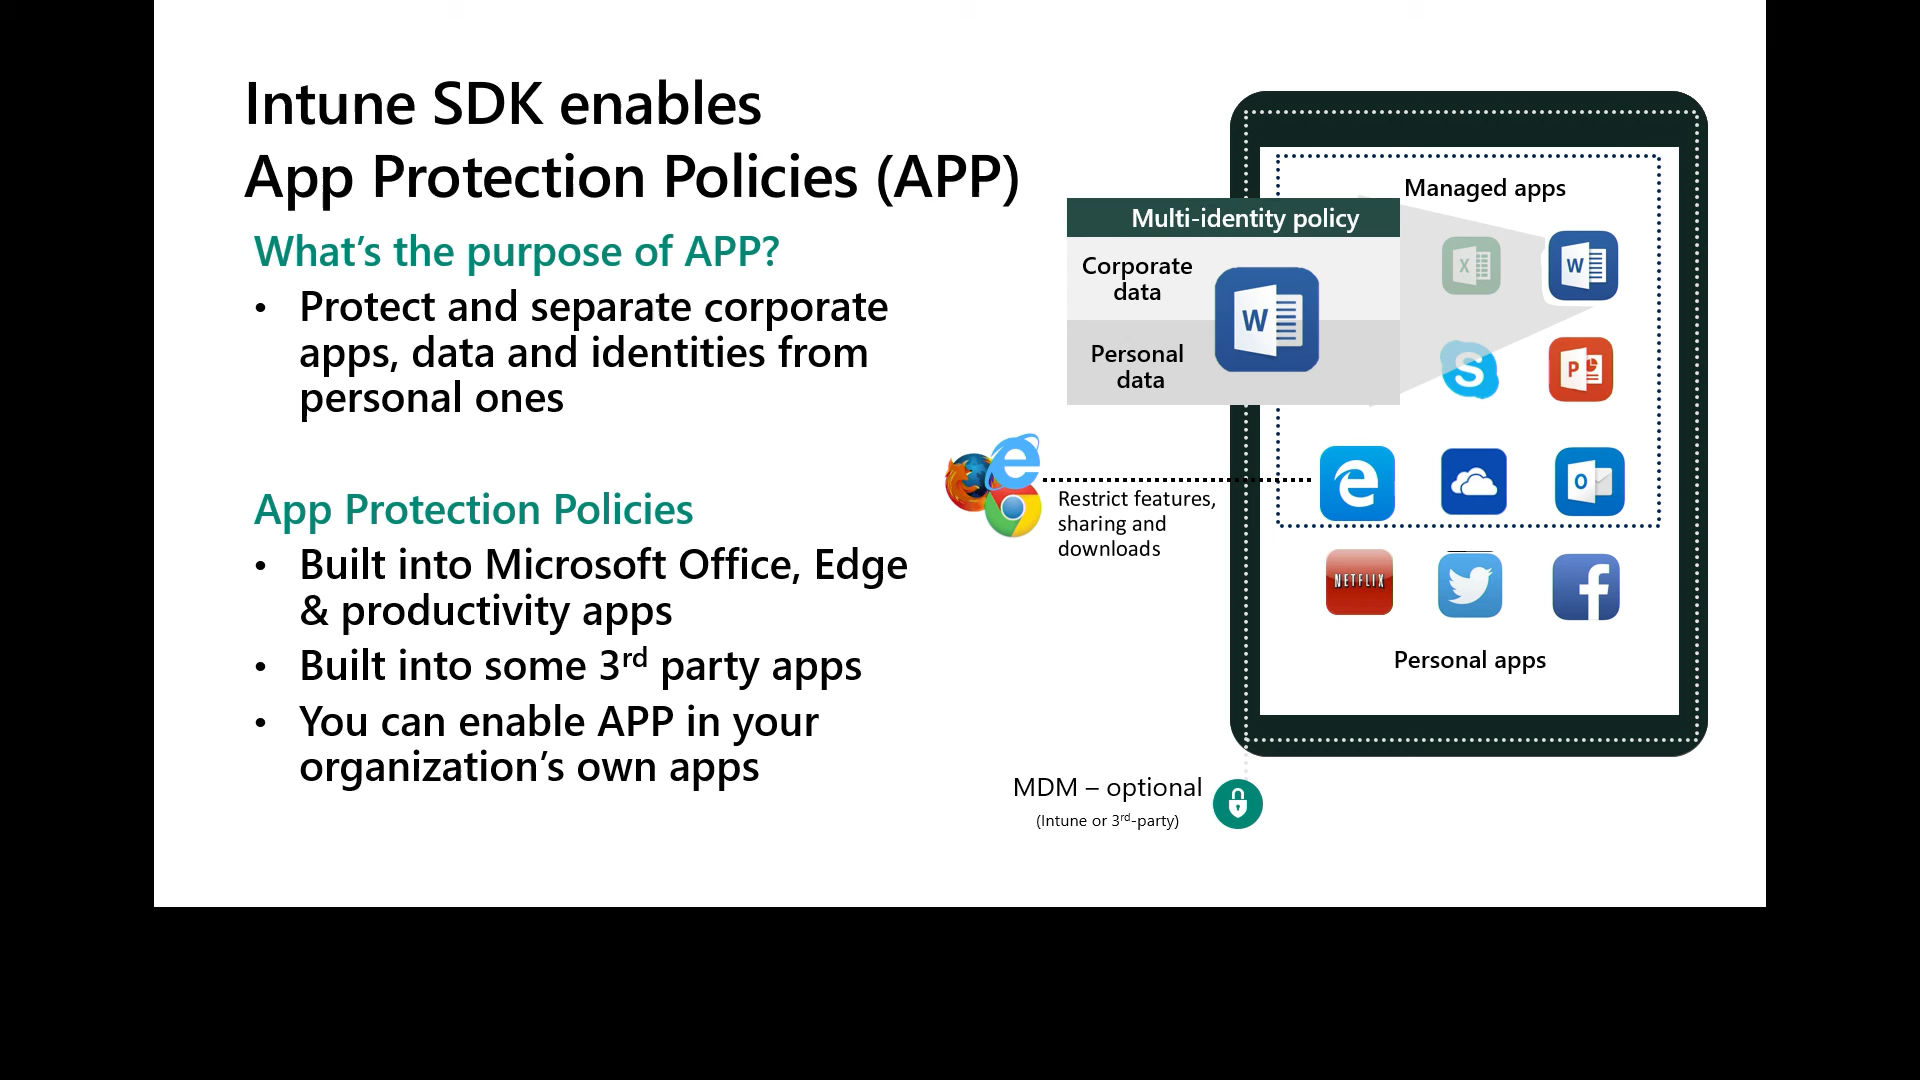 Intune SDK enables
App Protection Policies (APP)
What’s the purpose of APP?
• Protect and separate corporate
apps, data and identities from
personal ones
App Protection Policies
• Built into Microsoft Office, Edge
& productivity apps
• Built into some 3rd party apps
• You can enable APP in your
organization’s own apps
Managed apps
Multi-identity policy
Corporate
data
Personal
data
W
X
W
S
P
Restrict features,
sharing and
downloads
O
NETFLIX
Personal apps
MDM – optional
(Intune or 3rd-party)